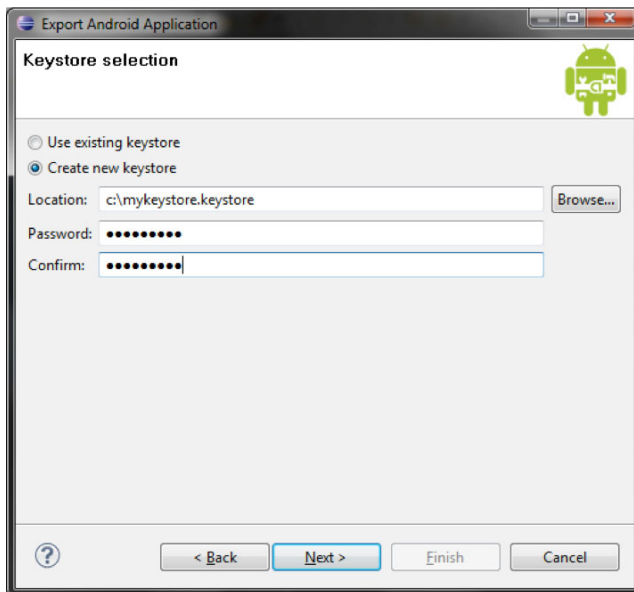 Export Android Application
Keystore selection
Use existing keystore
Create new keystore
Location: c:\mykeystore.keystore Browse...
Password: •••••••••
Confirm: •••••••••
? < Back Next > Finish Cancel